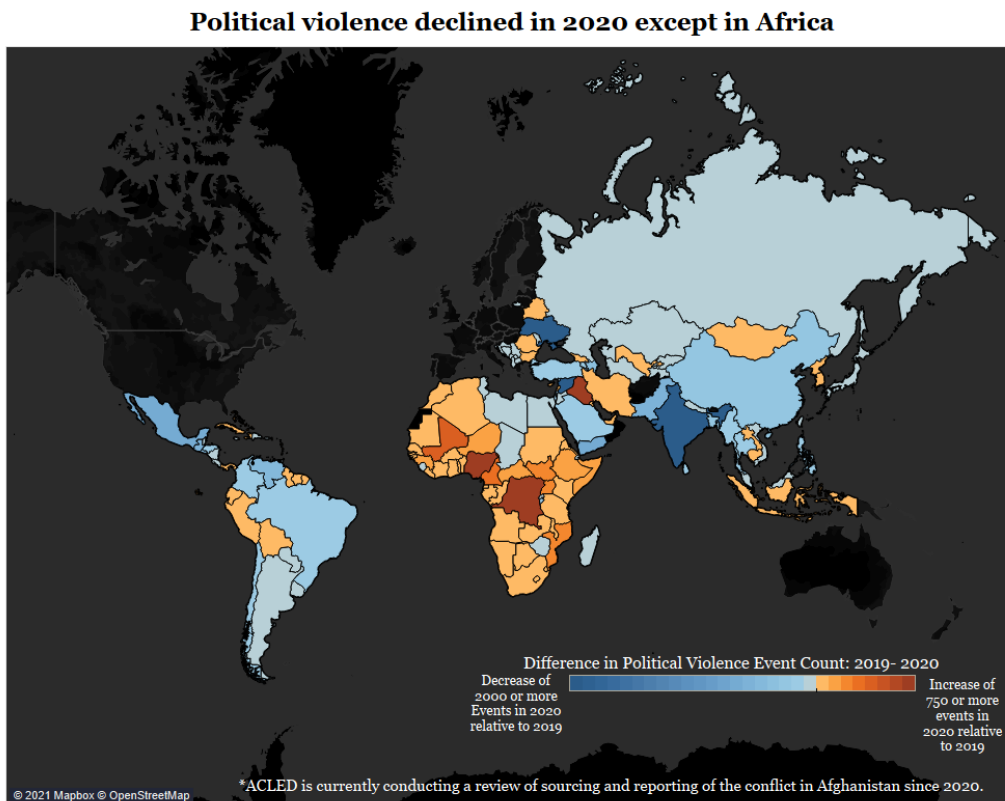 Political violence declined in 2020 except in Africa
Difference in Political Violence Event Count: 2019- 2020
Decrease of
2000 or more
Events in 2020
relative to 2019
Increase of
750 or more
events in
2020 relative
to 2019
*ACLED is currently conducting a review of sourcing and reporting of the conflict in Afghanistan since 2020.
© 2021 Mapbox © OpenStreetMap